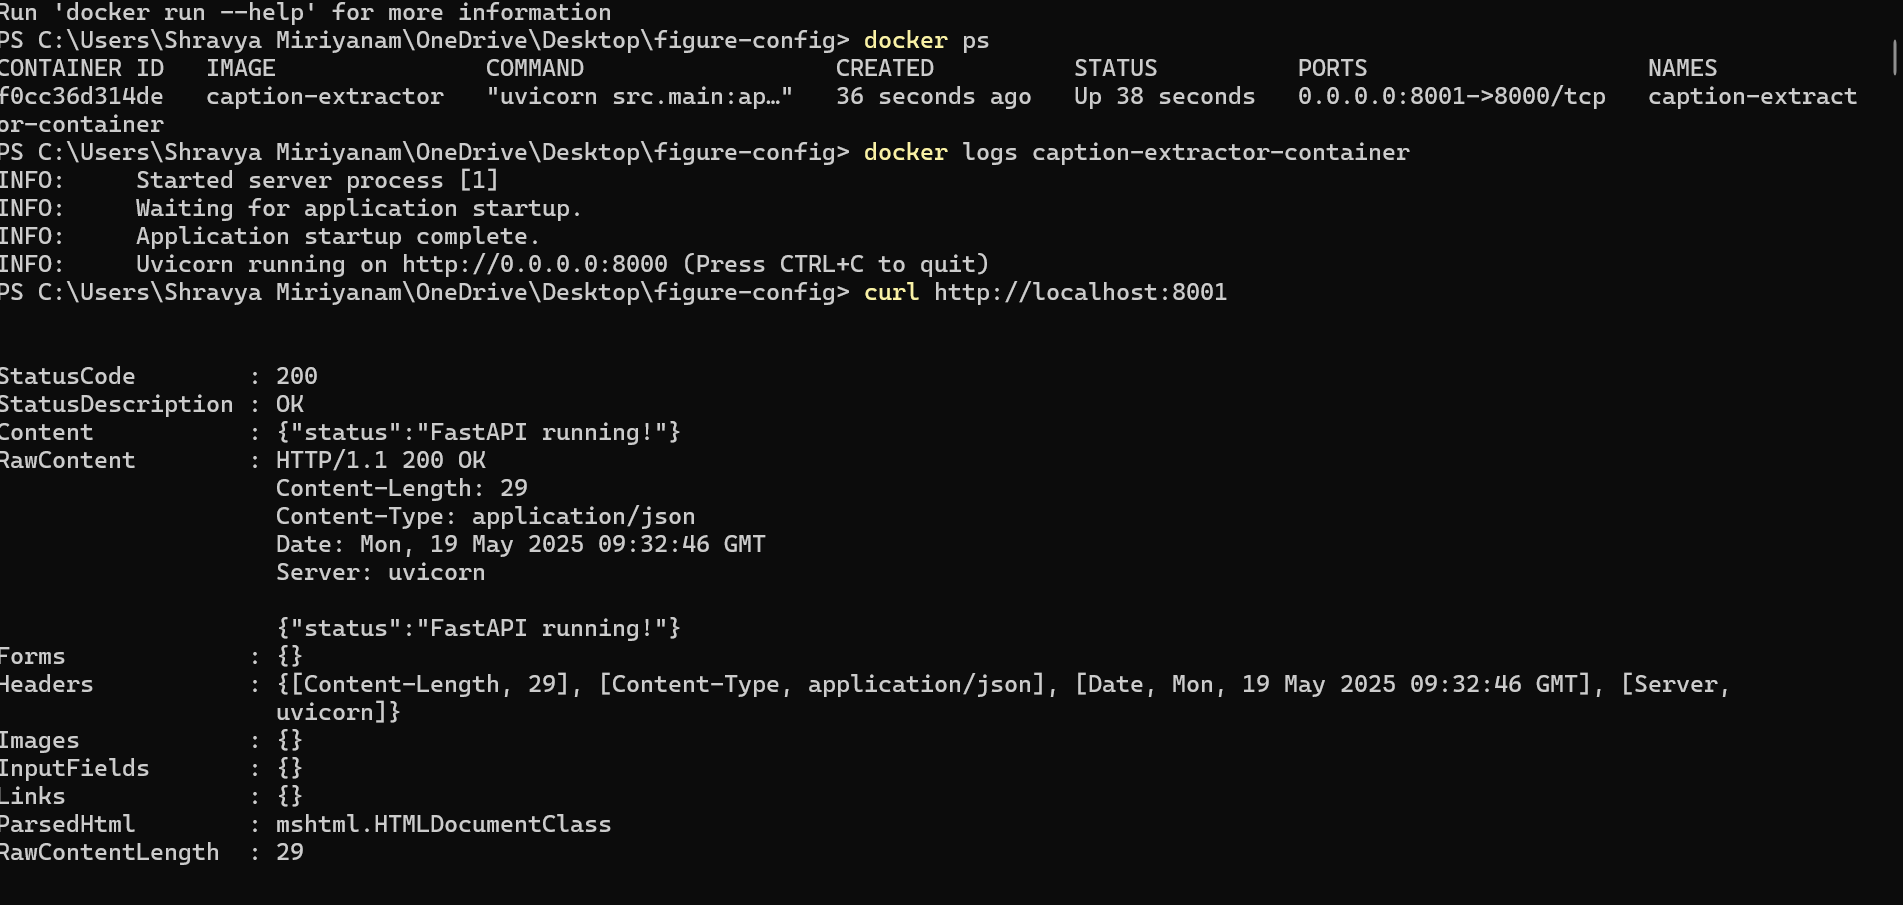 Run 'docker run --help' for more information
PS C:\Users\Shravya Miriyanam\OneDrive\Desktop\figure-config> docker ps
CONTAINER ID   IMAGE               COMMAND                  CREATED          STATUS          PORTS                    NAMES
f0cc36d314de   caption-extractor   "uvicorn src.main:ap…"   36 seconds ago   Up 38 seconds   0.0.0.0:8001->8000/tcp   caption-extract
or-container
PS C:\Users\Shravya Miriyanam\OneDrive\Desktop\figure-config> docker logs caption-extractor-container
INFO:     Started server process [1]
INFO:     Waiting for application startup.
INFO:     Application startup complete.
INFO:     Uvicorn running on http://0.0.0.0:8000 (Press CTRL+C to quit)
PS C:\Users\Shravya Miriyanam\OneDrive\Desktop\figure-config> curl http://localhost:8001
StatusCode        : 200
StatusDescription : OK
Content           : {"status":"FastAPI running!"}
RawContent        : HTTP/1.1 200 OK
                    Content-Length: 29
                    Content-Type: application/json
                    Date: Mon, 19 May 2025 09:32:46 GMT
                    Server: uvicorn
                    {"status":"FastAPI running!"}
Forms             : {}
Headers           : {[Content-Length, 29], [Content-Type, application/json], [Date, Mon, 19 May 2025 09:32:46 GMT], [Server,
                    uvicorn]}
Images            : {}
InputFields       : {}
Links             : {}
ParsedHtml        : mshtml.HTMLDocumentClass
RawContentLength  : 29